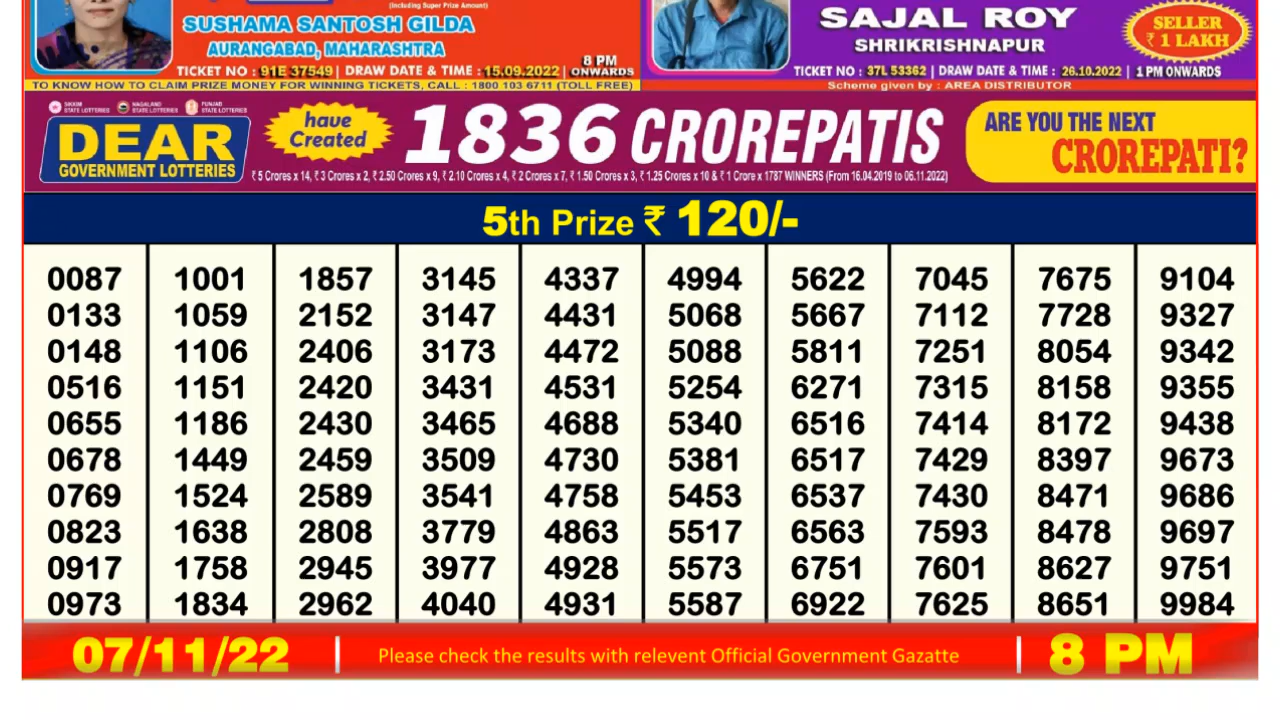 (Including Super Prize Amount)
SUSHAMA SANTOSH GILDA
AURANGABAD, MAHARASHTRA
TICKET NO : 91E 37549 | DRAW DATE & TIME : 15.09.2022 | 8 PM ONWARDS
TO KNOW HOW TO CLAIM PRIZE MONEY FOR WINNING TICKETS, CALL : 1800 103 6711 (TOLL FREE)
SAJAL ROY
SHRIKRISHNAPUR
SELLER
₹ 1 LAKH
TICKET NO : 37L 53362 | DRAW DATE & TIME : 26.10.2022 | 1 PM ONWARDS
Scheme given by : AREA DISTRIBUTOR
SIKKIM STATE LOTTERIES NAGALAND STATE LOTTERIES PUNJAB STATE LOTTERIES
DEAR
GOVERNMENT LOTTERIES
have
Created
1836 CROREPATIS
₹ 5 Crores x 14, ₹ 3 Crores x 2, ₹ 2.50 Crores x 9, ₹ 2.10 Crores x 4, ₹ 2 Crores x 7, ₹ 1.50 Crores x 3, ₹ 1.25 Crores x 10 & ₹ 1 Crore x 1787 WINNERS (From 16.04.2019 to 06.11.2022)
ARE YOU THE NEXT
CROREPATI?
5th Prize ₹ 120/-
0087 1001 1857 3145 4337 4994 5622 7045 7675 9104
0133 1059 2152 3147 4431 5068 5667 7112 7728 9327
0148 1106 2406 3173 4472 5088 5811 7251 8054 9342
0516 1151 2420 3431 4531 5254 6271 7315 8158 9355
0655 1186 2430 3465 4688 5340 6516 7414 8172 9438
0678 1449 2459 3509 4730 5381 6517 7429 8397 9673
0769 1524 2589 3541 4758 5453 6537 7430 8471 9686
0823 1638 2808 3779 4863 5517 6563 7593 8478 9697
0917 1758 2945 3977 4928 5573 6751 7601 8627 9751
0973 1834 2962 4040 4931 5587 6922 7625 8651 9984
07/11/22 | Please check the results with relevent Official Government Gazatte | 8 PM